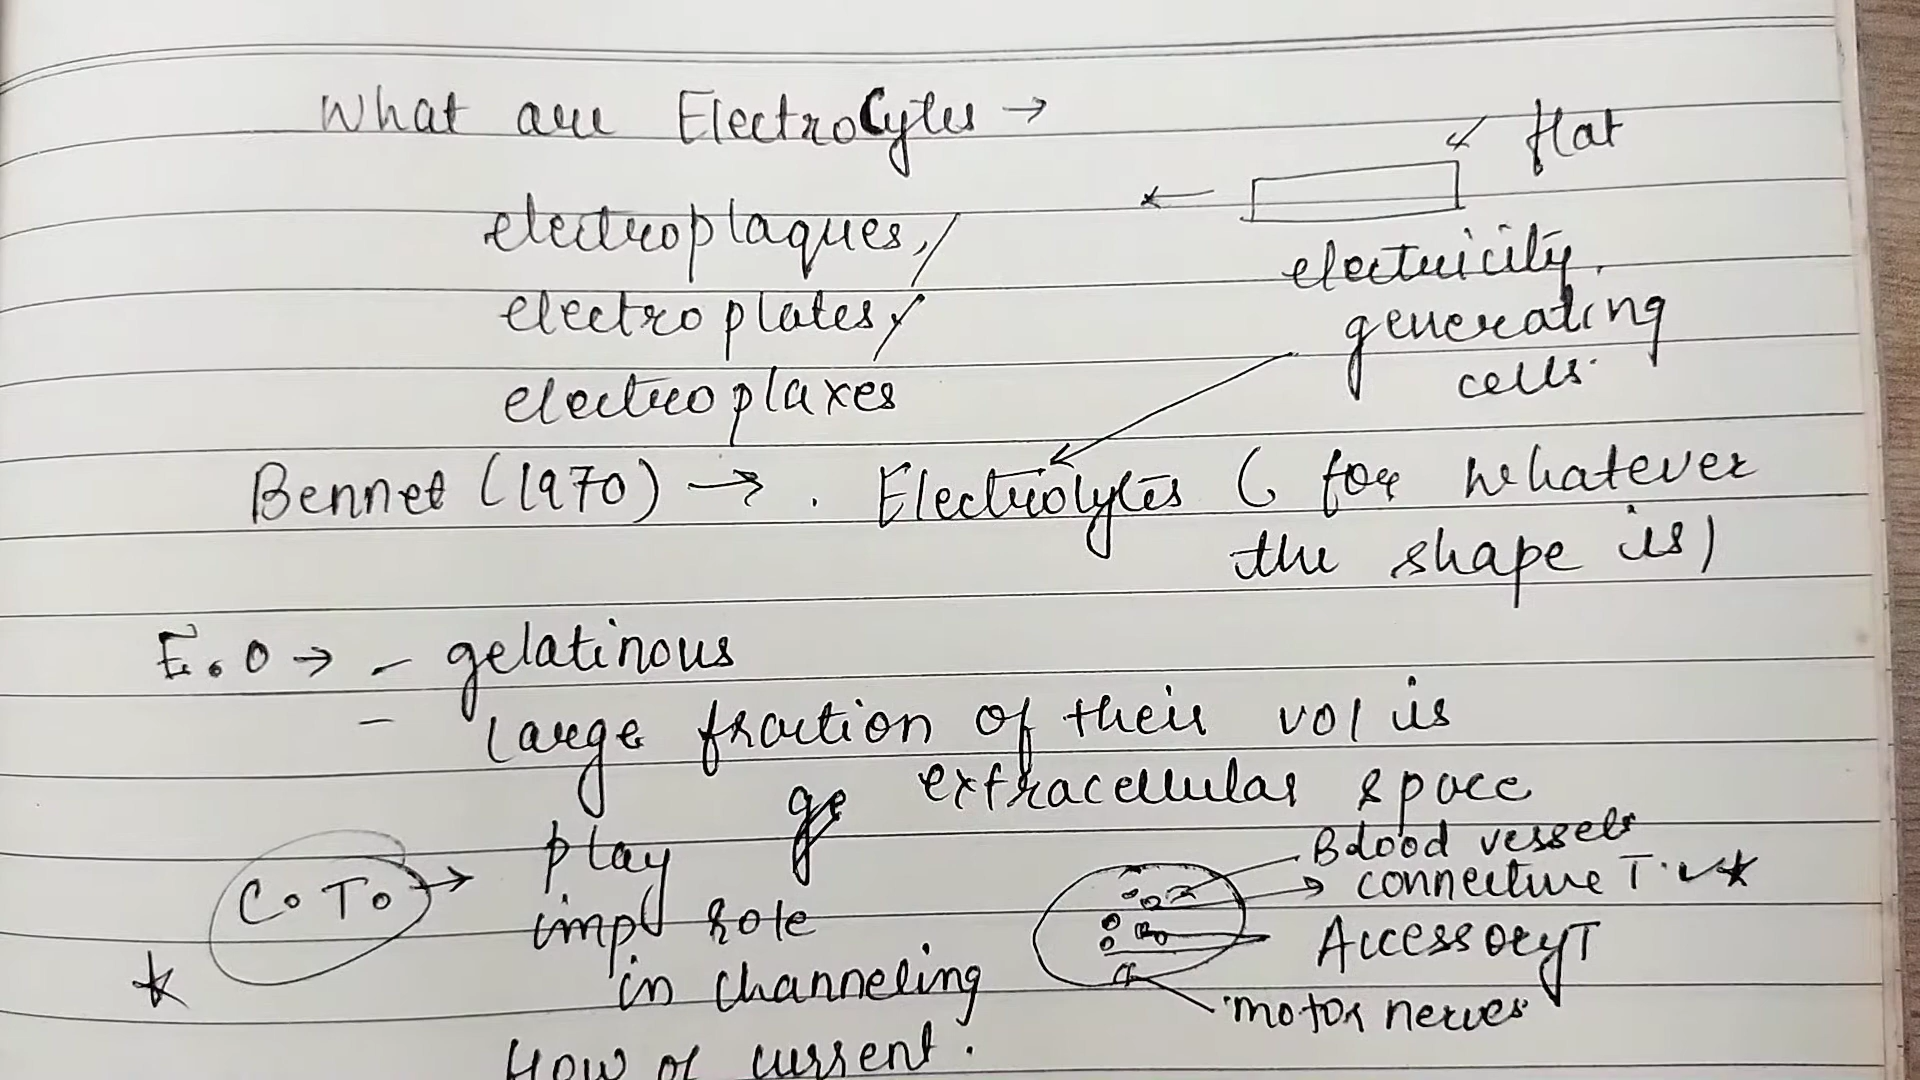 What are Electrocytes →
flat
electroplaques,/
electricity
generating
cells.
electroplates/
electroplaxes
Bennet (1970) → . Electrolytes ( for whatever
the shape is)
E.O → - gelatinous
- large fraction of their vol is
extracellular space
ge
C.T. → play
impt role
in channeling
flow of current.
Blood vessels
connective T.
Accessory T
motor nerves